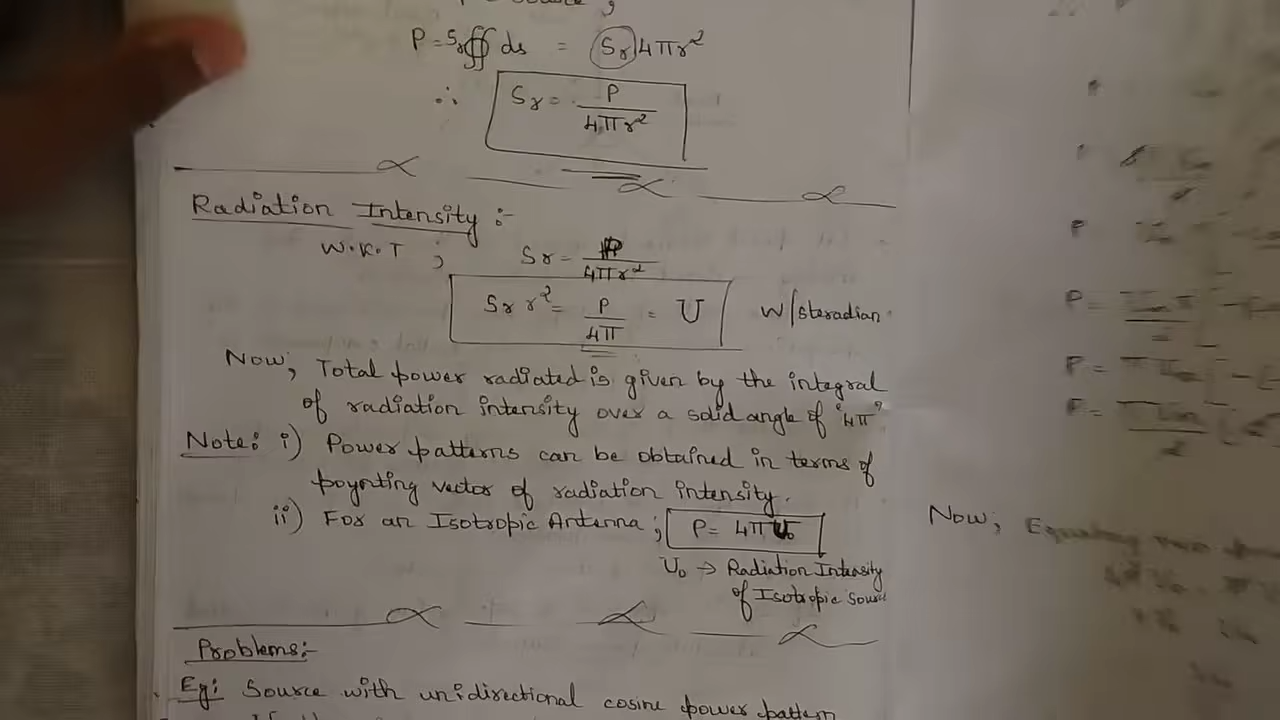 P = Sr ∯ ds = Sr 4πr²
∴ Sr = P / 4πr²
Radiation Intensity :-
W.K.T ; Sr = P / 4πr²
Sr r² = P / 4π = U W/steradian.
Now, Total power radiated is given by the integral
of radiation intensity over a solid angle of "4π"
Note: i) Power patterns can be obtained in terms of
poynting vector of radiation intensity.
ii) For an Isotropic Antenna ; P = 4πU₀
U₀ → Radiation Intensity
of Isotropic Source
Problems:-
Eg: Source with unidirectional cosine power pattern
P
P =
P =
Now, Equating two